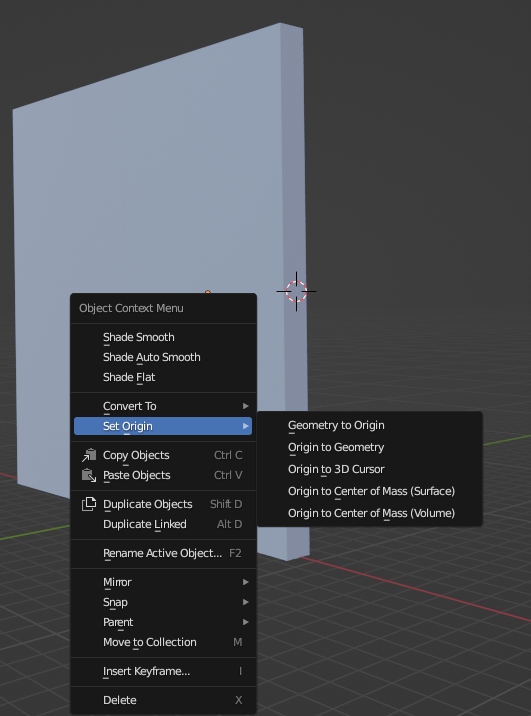 Object Context Menu
Shade Smooth
Shade Auto Smooth
Shade Flat
Convert To
Set Origin
Geometry to Origin
Origin to Geometry
Origin to 3D Cursor
Origin to Center of Mass (Surface)
Origin to Center of Mass (Volume)
Copy Objects Ctrl C
Paste Objects Ctrl V
Duplicate Objects Shift D
Duplicate Linked Alt D
Rename Active Object... F2
Mirror
Snap
Parent
Move to Collection M
Insert Keyframe... I
Delete X